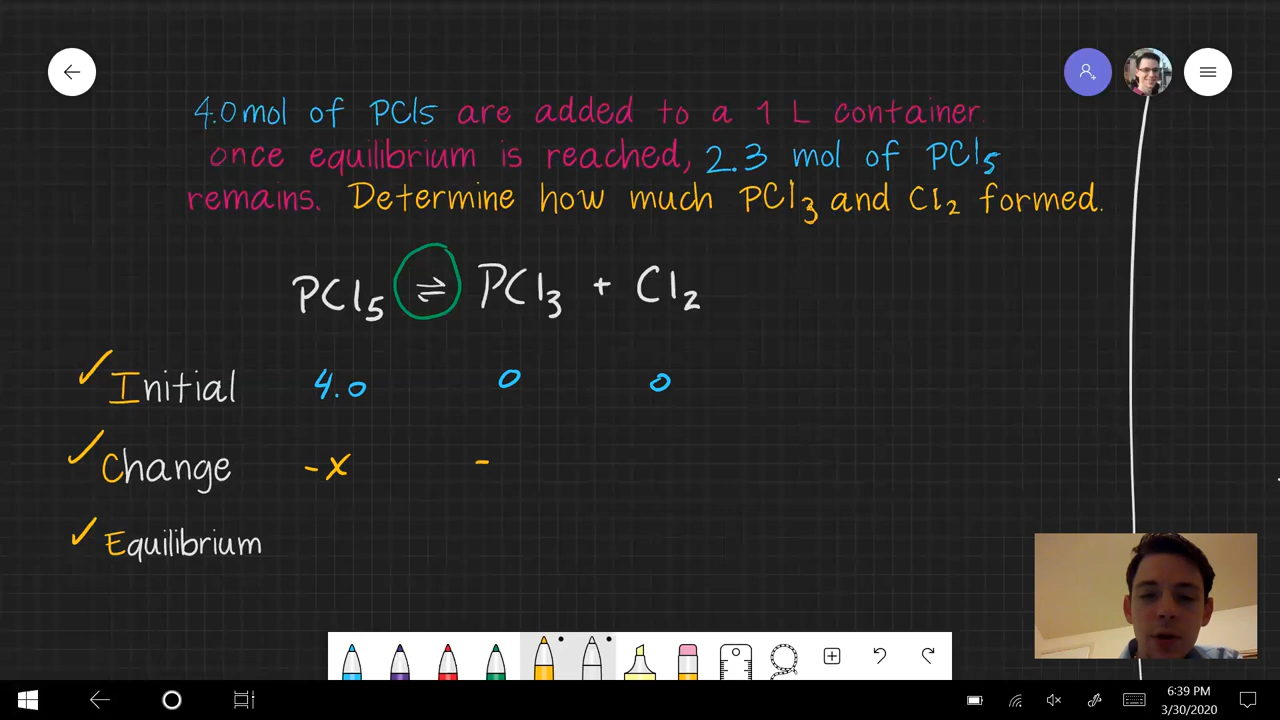 4.0 mol of PCl5 are added to a 1 L container.
once equilibrium is reached, 2.3 mol of PCl5
remains. Determine how much PCl3 and Cl2 formed.
PCl5 ⇌ PCl3 + Cl2
✓ Initial 4.0 0 0
✓ Change -x -
✓ Equilibrium
6:39 PM
3/30/2020